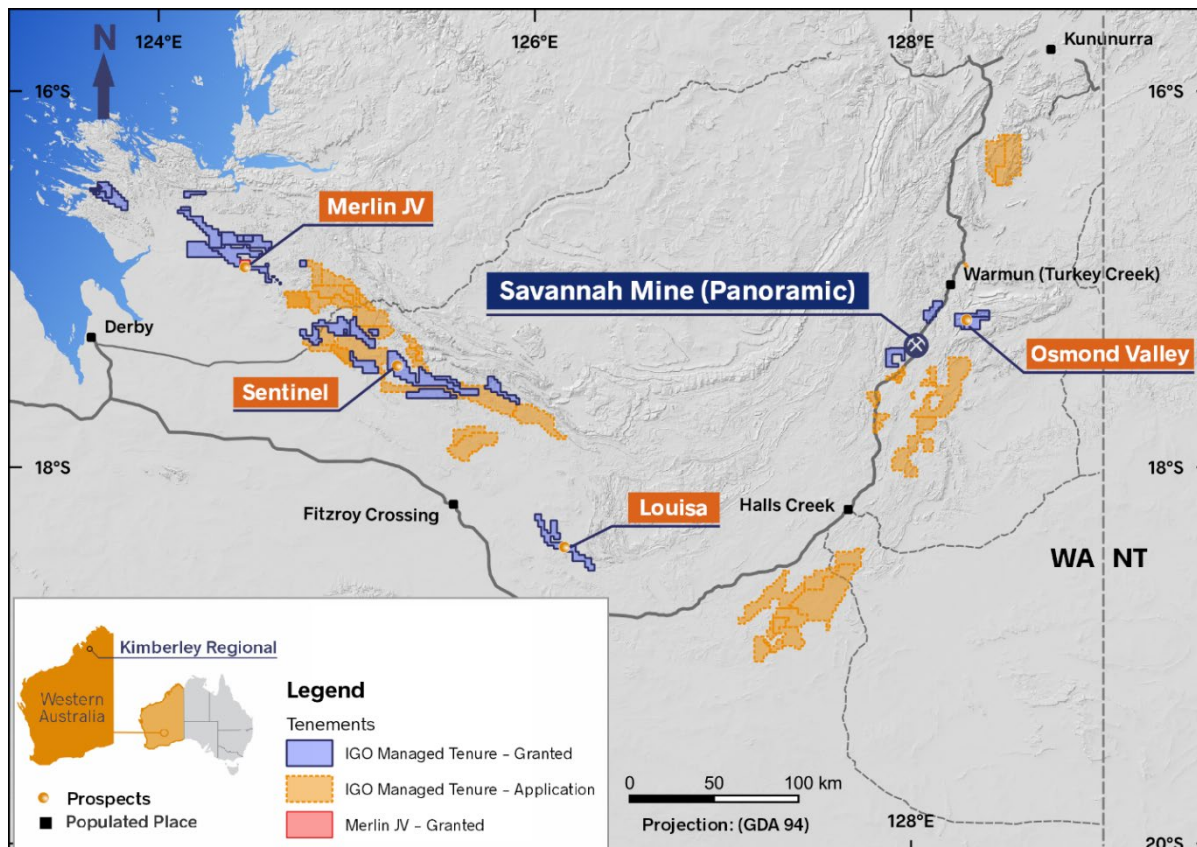 N
124°E
126°E
128°E
Kununurra
16°S
16°S
Merlin JV
Savannah Mine (Panoramic)
Warmun (Turkey Creek)
Derby
Osmond Valley
Sentinel
18°S
18°S
Fitzroy Crossing
Louisa
Halls Creek
WA
NT
Kimberley Regional
Western
Australia
Legend
Tenements
IGO Managed Tenure – Granted
IGO Managed Tenure – Application
Merlin JV – Granted
Prospects
Populated Place
0 50 100 km
Projection: (GDA 94)
128°E
20°S